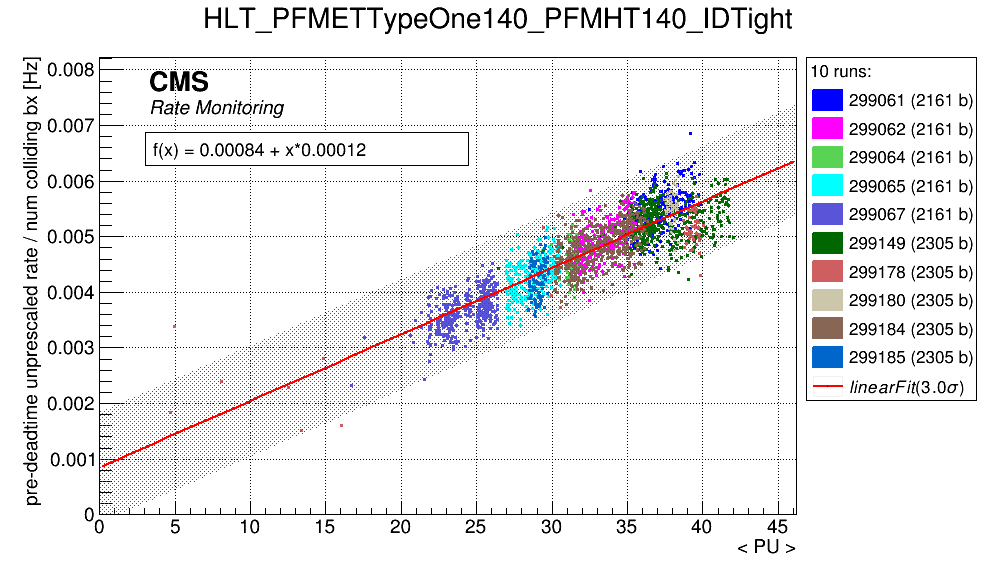 HLT_PFMETTypeOne140_PFMHT140_IDTight
pre-deadtime unprescaled rate / num colliding bx [Hz]
0.008
0.007
0.006
0.005
0.004
0.003
0.002
0.001
0
CMS
Rate Monitoring
f(x) = 0.00084 + x*0.00012
0 5 10 15 20 25 30 35 40 45
< PU >
10 runs:
299061 (2161 b)
299062 (2161 b)
299064 (2161 b)
299065 (2161 b)
299067 (2161 b)
299149 (2305 b)
299178 (2305 b)
299180 (2305 b)
299184 (2305 b)
299185 (2305 b)
linearFit(3.0σ)